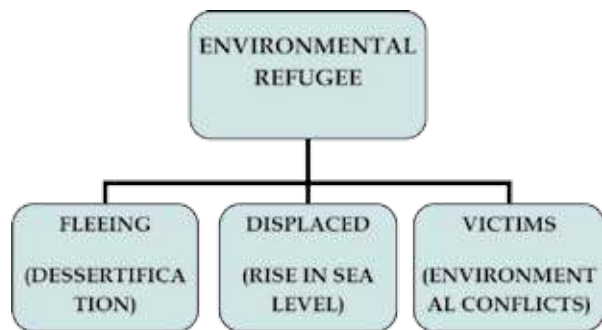 ENVIRONMENTAL
REFUGEE
FLEEING
(DESSERTIFICA
TION)
DISPLACED
(RISE IN SEA
LEVEL)
VICTIMS
(ENVIRONMENT
AL CONFLICTS)